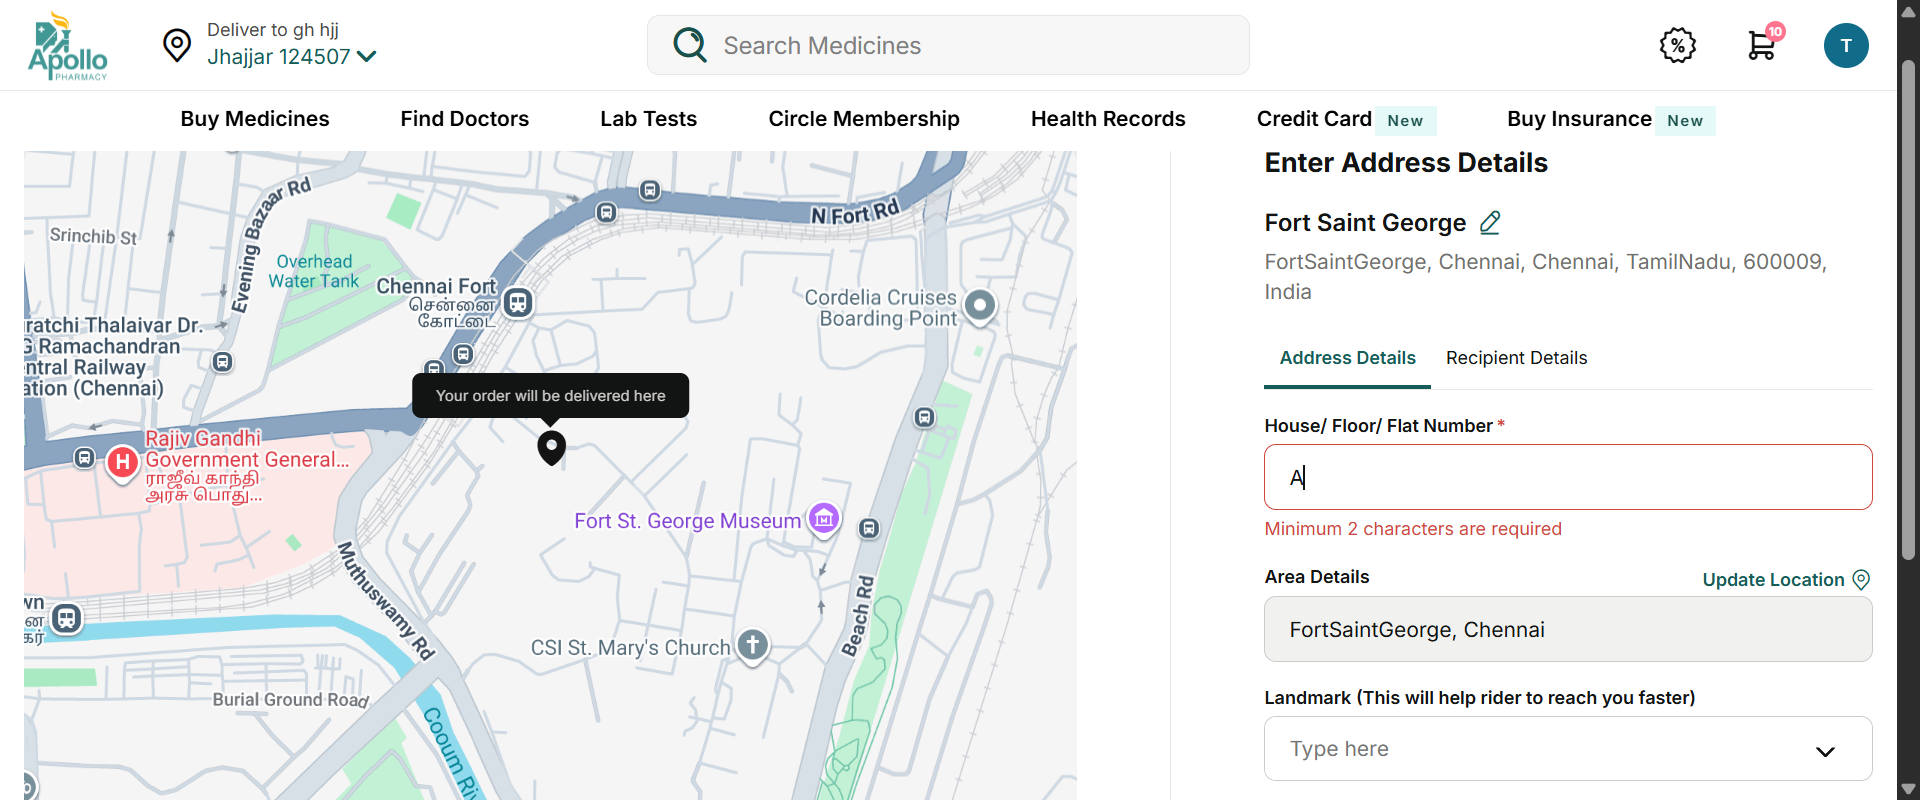 Apollo
PHARMACY
Deliver to gh hjj
Jhajjar 124507
Search Medicines
%
10
T
Buy Medicines
Find Doctors
Lab Tests
Circle Membership
Health Records
Credit Card New
Buy Insurance New
Srinchib St
Evening Bazaar Rd
N Fort Rd
Overhead
Water Tank
Chennai Fort
சென்னை
கோட்டை
Cordelia Cruises
Boarding Point
ratchi Thalaivar Dr.
G Ramachandran
ntral Railway
ation (Chennai)
Your order will be delivered here
Rajiv Gandhi
Government General...
ராஜீவ் காந்தி
அரசு பொது...
H
Fort St. George Museum
Muthuswamy Rd
Beach Rd
CSI St. Mary's Church
Burial Ground Road
Cooum Riv
Enter Address Details
Fort Saint George
FortSaintGeorge, Chennai, Chennai, TamilNadu, 600009,
India
Address Details
Recipient Details
House/ Floor/ Flat Number *
A
Minimum 2 characters are required
Area Details
Update Location
FortSaintGeorge, Chennai
Landmark (This will help rider to reach you faster)
Type here